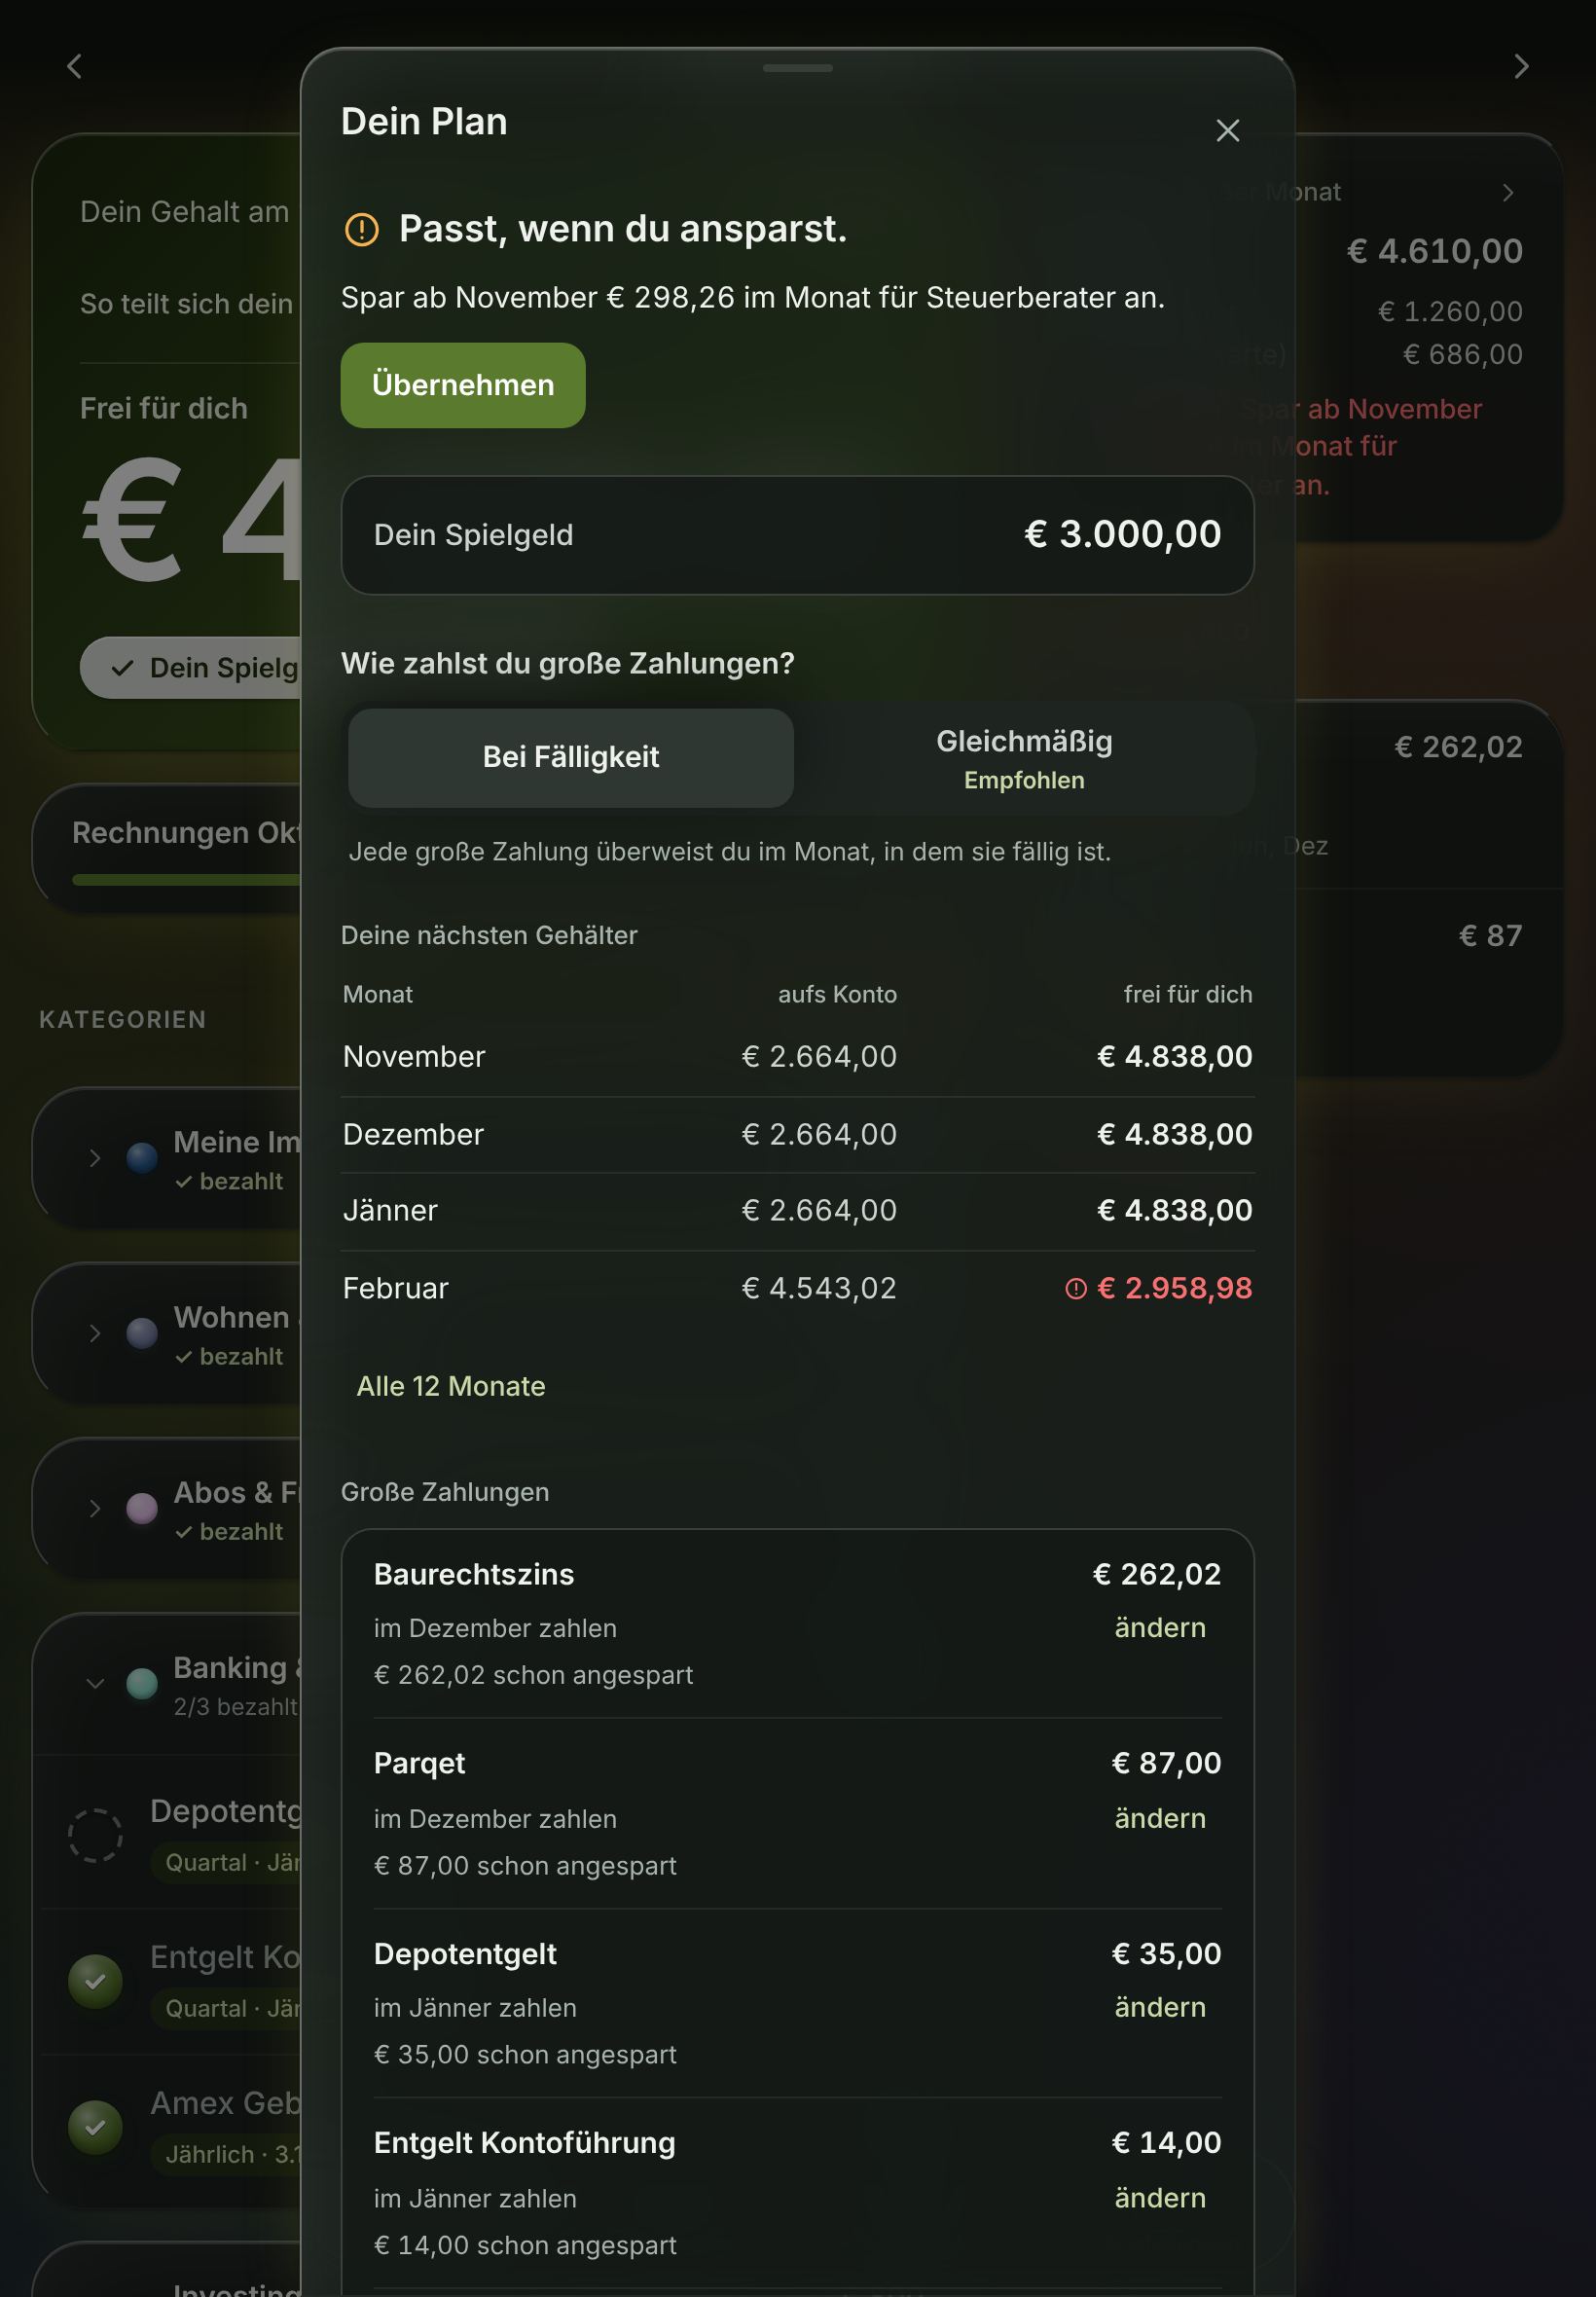 Dein Plan
Passt, wenn du ansparst.
Spar ab November € 298,26 im Monat für Steuerberater an.
Übernehmen
Dein Spielgeld € 3.000,00
Wie zahlst du große Zahlungen?
Bei Fälligkeit
Gleichmäßig
Empfohlen
Jede große Zahlung überweist du im Monat, in dem sie fällig ist.
Deine nächsten Gehälter
Monat aufs Konto frei für dich
November € 2.664,00 € 4.838,00
Dezember € 2.664,00 € 4.838,00
Jänner € 2.664,00 € 4.838,00
Februar € 4.543,02 € 2.958,98
Alle 12 Monate
Große Zahlungen
Baurechtszins € 262,02
im Dezember zahlen ändern
€ 262,02 schon angespart
Parqet € 87,00
im Dezember zahlen ändern
€ 87,00 schon angespart
Depotentgelt € 35,00
im Jänner zahlen ändern
€ 35,00 schon angespart
Entgelt Kontoführung € 14,00
im Jänner zahlen ändern
€ 14,00 schon angespart
Dein Gehalt am
So teilt sich dein
Frei für dich
€ 4
Dein Spielg
Rechnungen Okt
KATEGORIEN
Meine Im
bezahlt
Wohnen
bezahlt
Abos & Fr
bezahlt
Banking &
2/3 bezahlt
Depotentg
Quartal · Jän
Entgelt Ko
Quartal · Jän
Amex Geb
Jährlich · 3.1
Investing
Monat
€ 4.610,00
€ 1.260,00
€ 686,00
Spar ab November
Monat für
an.
€ 262,02
Dez
€ 87